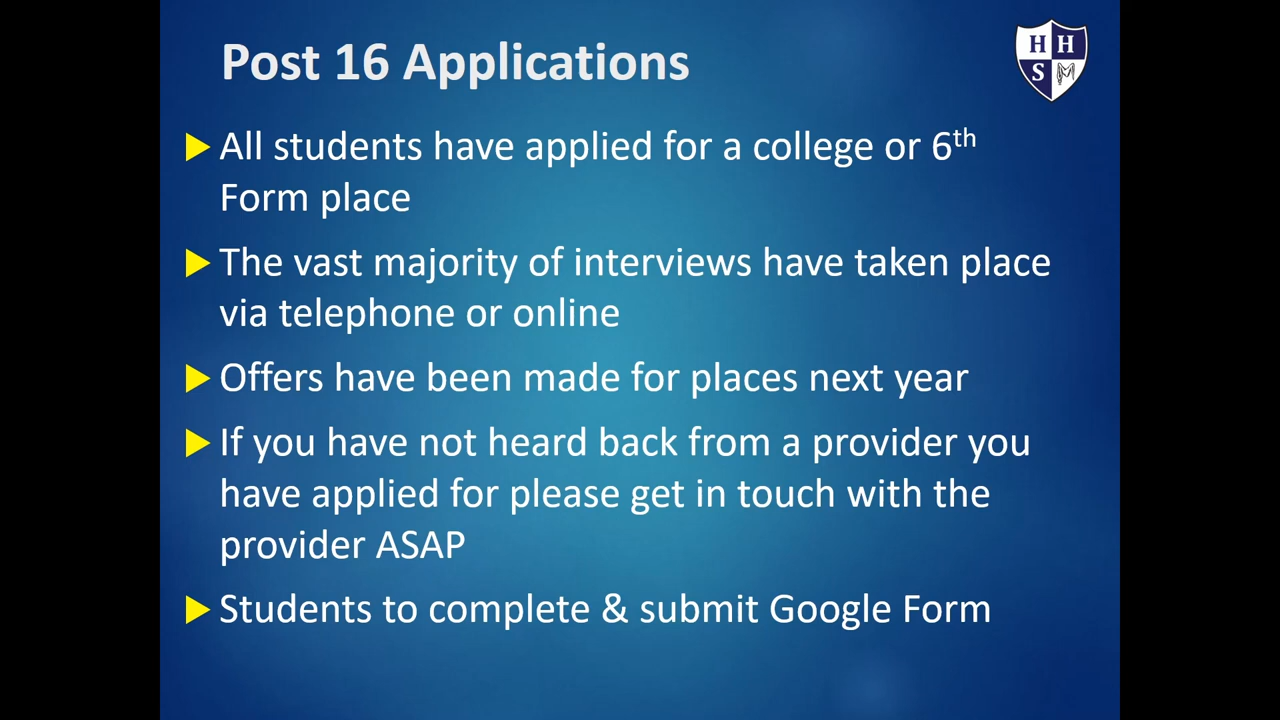 Post 16 Applications
H H
S M
All students have applied for a college or 6th
Form place
The vast majority of interviews have taken place
via telephone or online
Offers have been made for places next year
If you have not heard back from a provider you
have applied for please get in touch with the
provider ASAP
Students to complete & submit Google Form